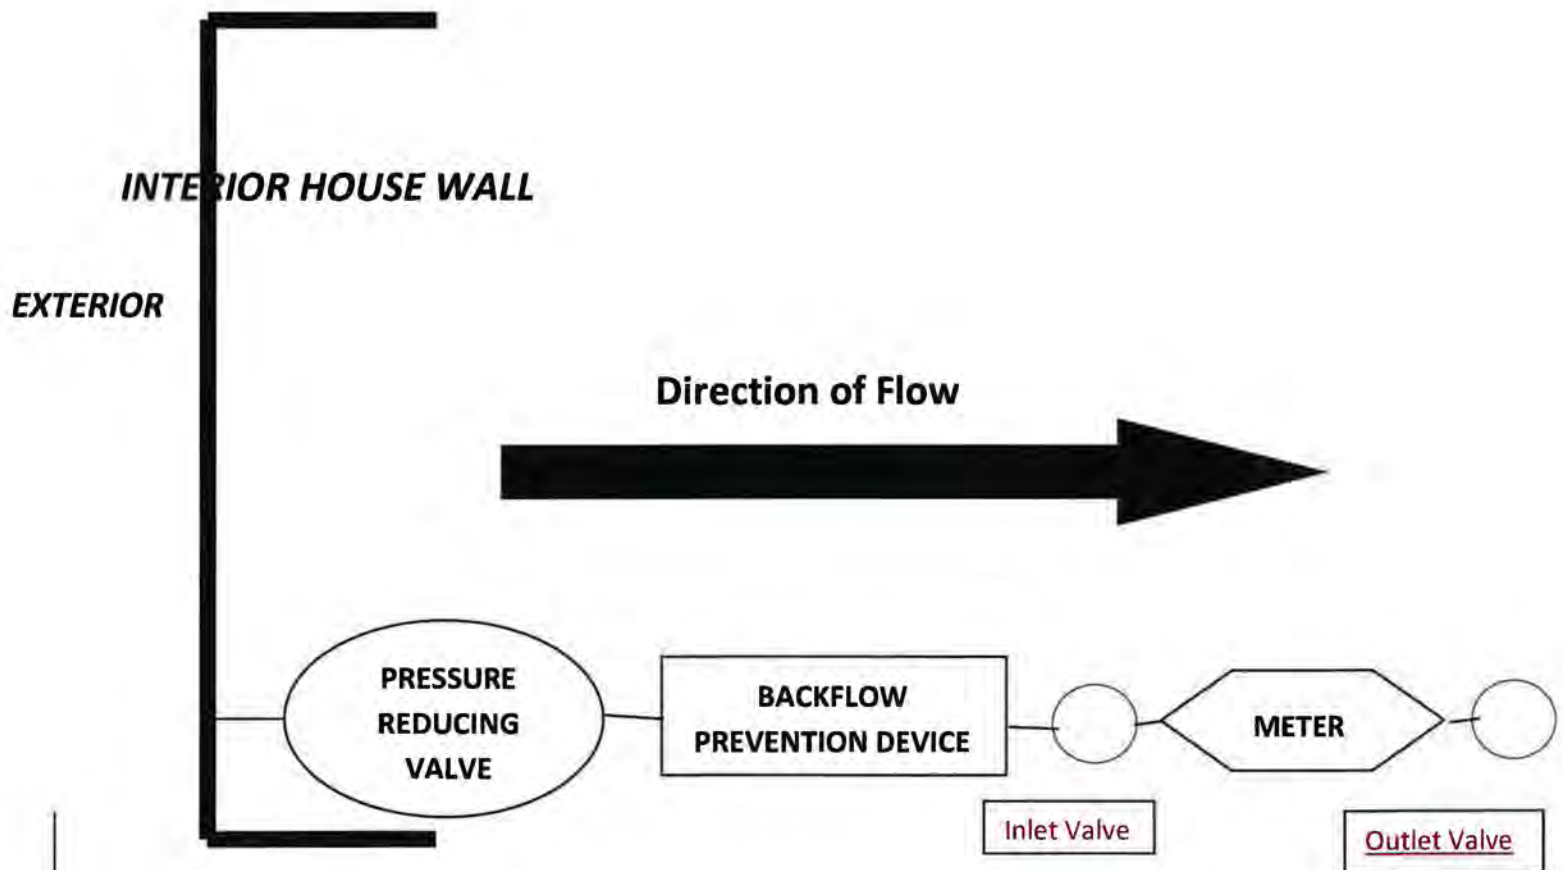 INTERIOR HOUSE WALL
EXTERIOR
Direction of Flow
PRESSURE
REDUCING
VALVE
BACKFLOW
PREVENTION DEVICE
METER
Inlet Valve
Outlet Valve